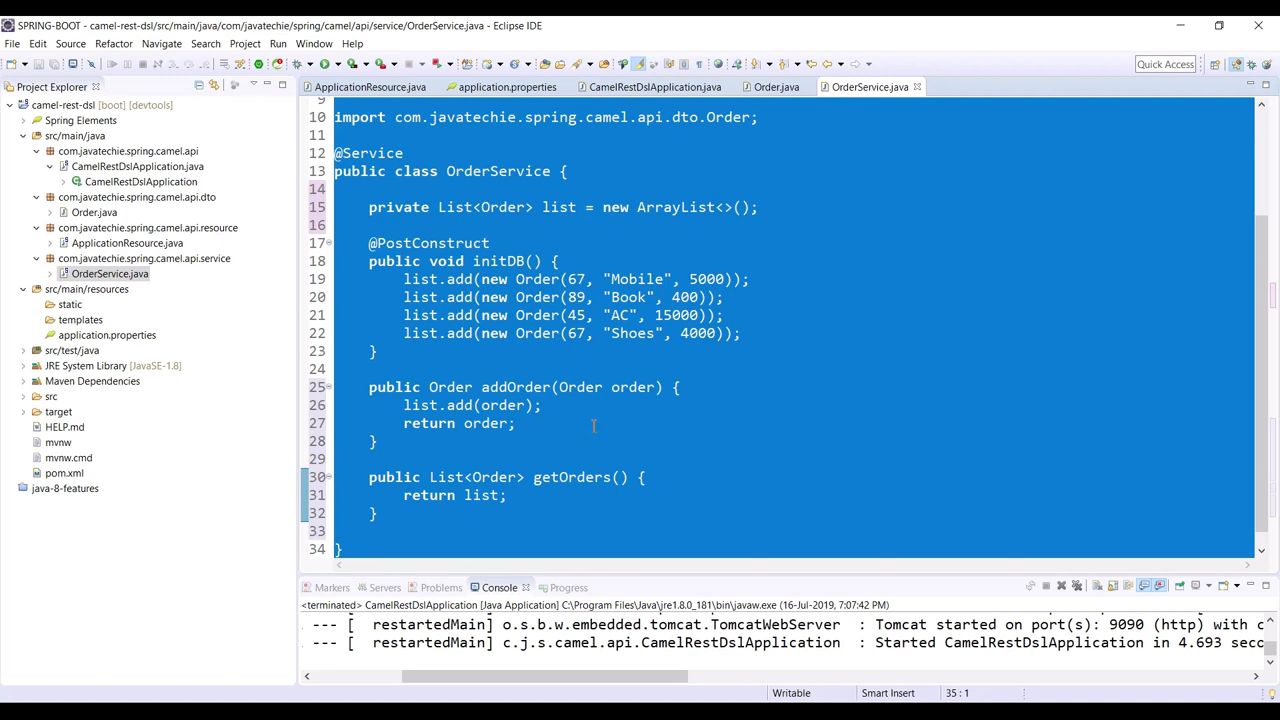 SPRING-BOOT - camel-rest-dsl/src/main/java/com/javatechie/spring/camel/api/service/OrderService.java - Eclipse IDE
File Edit Source Refactor Navigate Search Project Run Window Help
Quick Access
Project Explorer
ApplicationResource.java application.properties CamelRestDslApplication.java Order.java OrderService.java
camel-rest-dsl [boot] [devtools]
Spring Elements
src/main/java
com.javatechie.spring.camel.api
CamelRestDslApplication.java
CamelRestDslApplication
com.javatechie.spring.camel.api.dto
Order.java
com.javatechie.spring.camel.api.resource
ApplicationResource.java
com.javatechie.spring.camel.api.service
OrderService.java
src/main/resources
static
templates
application.properties
src/test/java
JRE System Library [JavaSE-1.8]
Maven Dependencies
src
target
HELP.md
mvnw
mvnw.cmd
pom.xml
java-8-features
9
10 import com.javatechie.spring.camel.api.dto.Order;
11
12 @Service
13 public class OrderService {
14
15 private List<Order> list = new ArrayList<>();
16
17 @PostConstruct
18 public void initDB() {
19 list.add(new Order(67, "Mobile", 5000));
20 list.add(new Order(89, "Book", 400));
21 list.add(new Order(45, "AC", 15000));
22 list.add(new Order(67, "Shoes", 4000));
23 }
24
25 public Order addOrder(Order order) {
26 list.add(order);
27 return order;
28 }
29
30 public List<Order> getOrders() {
31 return list;
32 }
33
34 }
Markers Servers Problems Console Progress
<terminated> CamelRestDslApplication [Java Application] C:\Program Files\Java\jre1.8.0_181\bin\javaw.exe (16-Jul-2019, 7:07:42 PM)
--- [ restartedMain] o.s.b.w.embedded.tomcat.TomcatWebServer : Tomcat started on port(s): 9090 (http) with c
--- [ restartedMain] c.j.s.camel.api.CamelRestDslApplication : Started CamelRestDslApplication in 4.693 seco
Writable Smart Insert 35 : 1